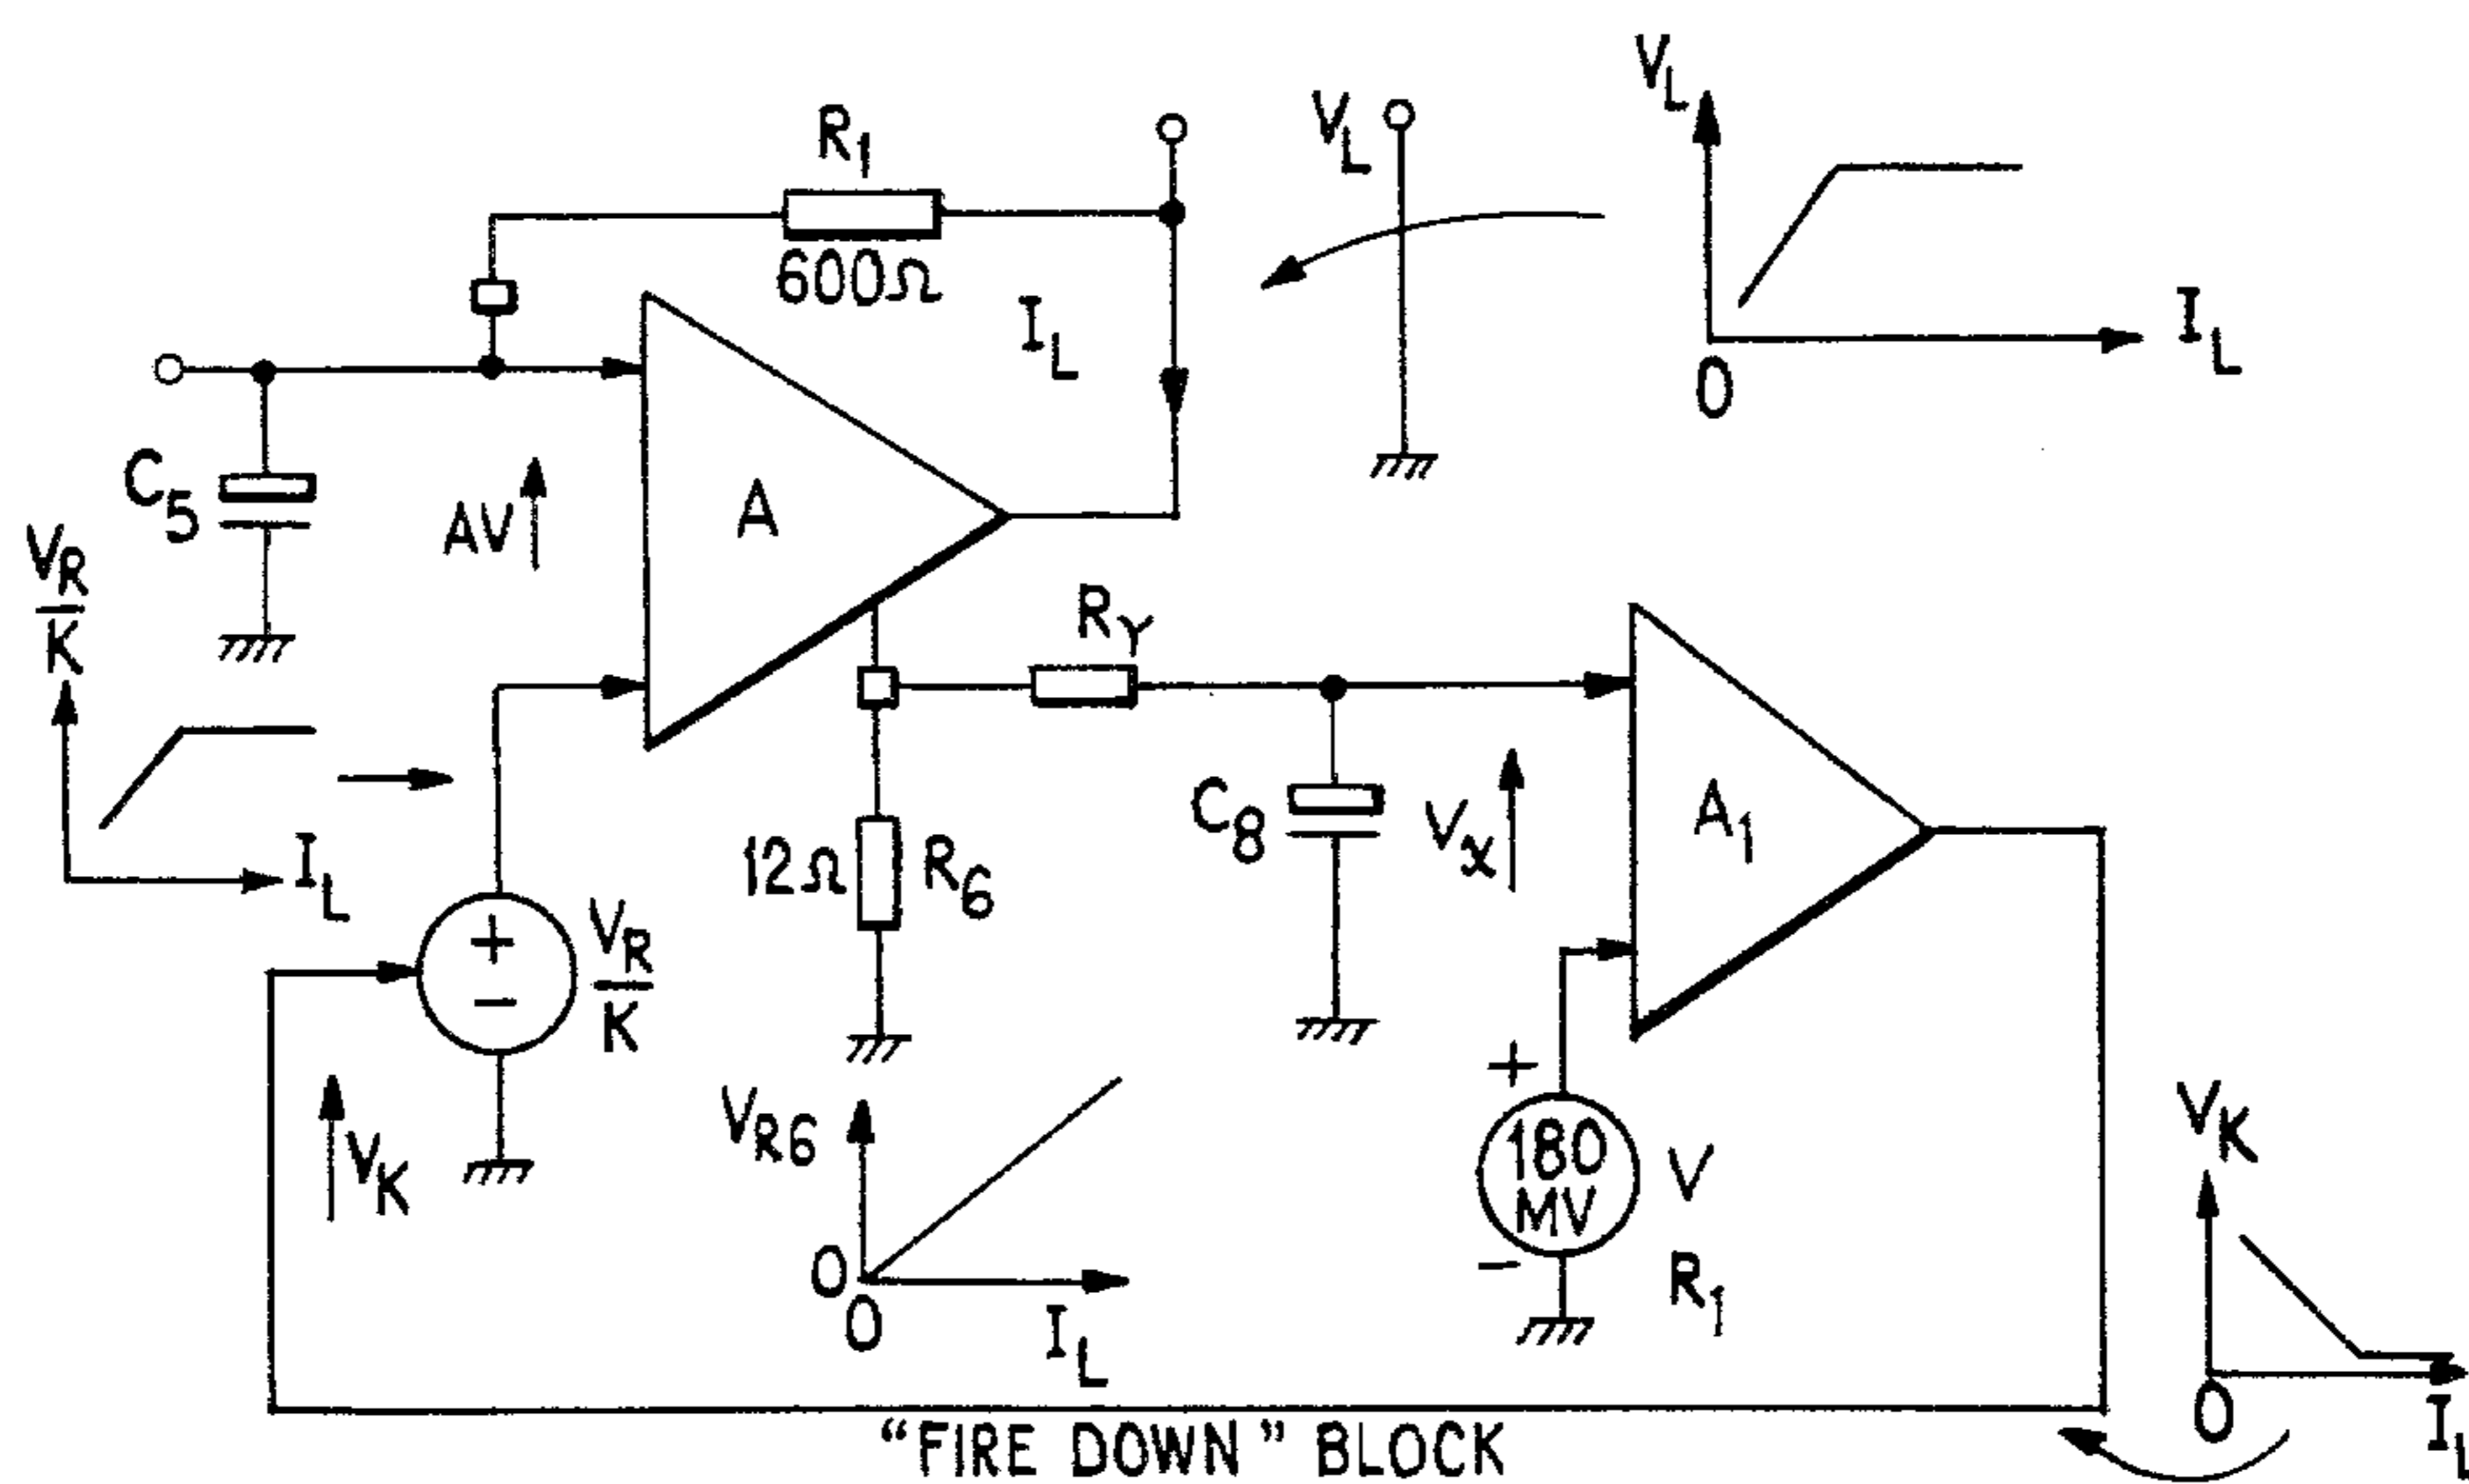 R1
600Ω
VL
VL
IL
0
IL
C5
AV
A
VR
K
IL
VR
K
VK
Rγ
12Ω
R6
C8
Vx
A1
VR6
0
0
IL
+
−
+
180
MV
−
V
R1
VK
0
IL
"FIRE DOWN" BLOCK